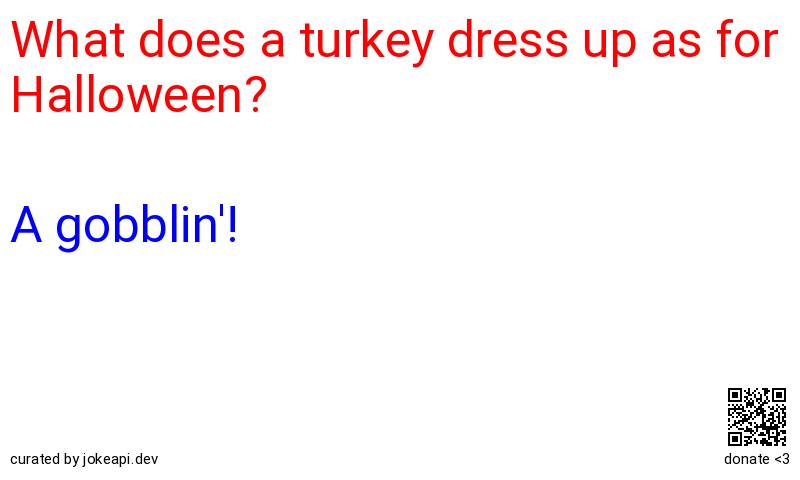 What does a turkey dress up as for
Halloween?
A gobblin'!
curated by jokeapi.dev
donate <3